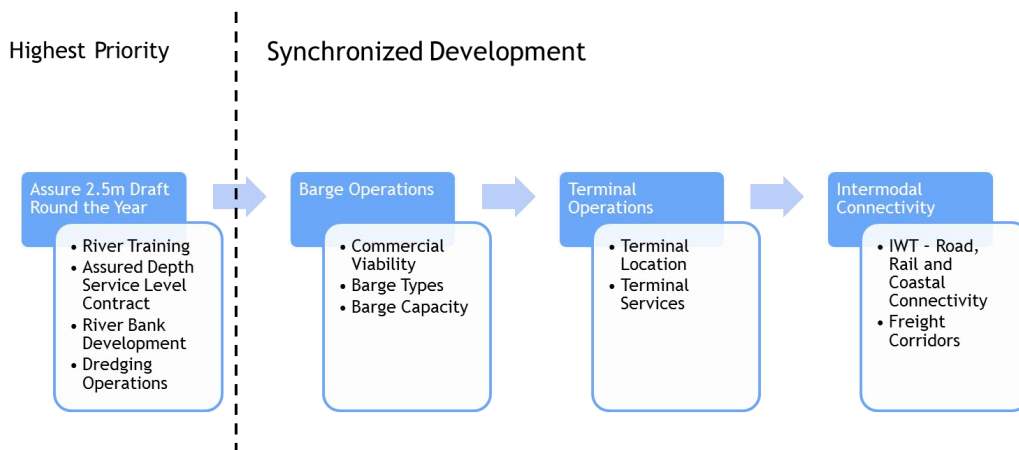 Highest Priority
Synchronized Development
Assure 2.5m Draft
Round the Year
• River Training
• Assured Depth
Service Level
Contract
• River Bank
Development
• Dredging
Operations
Barge Operations
• Commercial
Viability
• Barge Types
• Barge Capacity
Terminal
Operations
• Terminal
Location
• Terminal
Services
Intermodal
Connectivity
• IWT - Road,
Rail and
Coastal
Connectivity
• Freight
Corridors